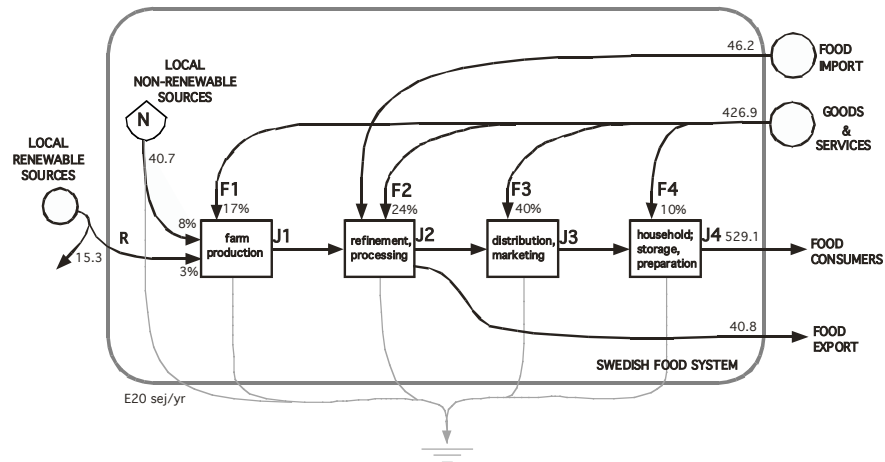 46.2
FOOD
IMPORT
LOCAL
NON-RENEWABLE
SOURCES
N
426.9
GOODS
&
SERVICES
LOCAL
RENEWABLE
SOURCES
40.7
F1
17%
F2
24%
F3
40%
F4
10%
8%
R
15.3
3%
farm
production
J1
refinement,
processing
J2
distribution,
marketing
J3
household;
storage,
preparation
J4
529.1
FOOD
CONSUMERS
40.8
FOOD
EXPORT
SWEDISH FOOD SYSTEM
E20 sej/yr